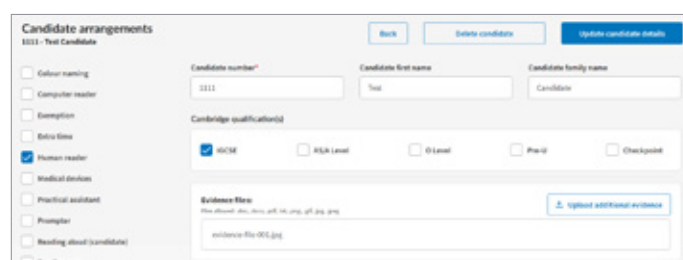 Candidate arrangements
1111 - Test Candidate
Back
Delete candidate
Update candidate details
Colour naming
Computer reader
Exemption
Extra time
Human reader
Medical devices
Practical assistant
Prompter
Reading aloud (candidate)
Candidate number*
1111
Candidate first name
Test
Candidate family name
Candidate
Cambridge qualification(s)
IGCSE
AS/A Level
O Level
Pre-U
Checkpoint
Evidence files:
Upload additional evidence
evidence-file-001.jpg